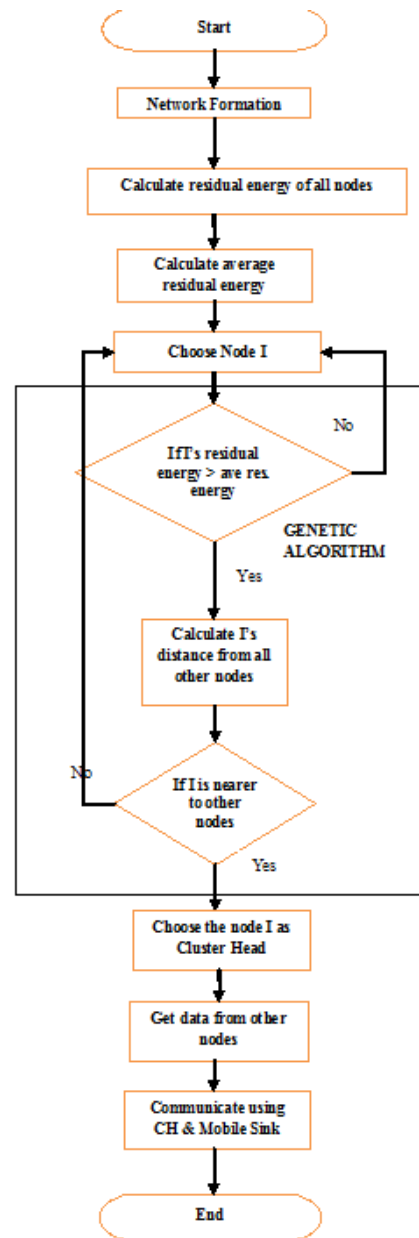 Start
Network Formation
Calculate residual energy of all nodes
Calculate average
residual energy
Choose Node I
No
If I's residual
energy > ave res.
energy
GENETIC
ALGORITHM
Yes
Calculate I's
distance from all
other nodes
No
If I is nearer
to other
nodes
Yes
Choose the node I as
Cluster Head
Get data from other
nodes
Communicate using
CH & Mobile Sink
End